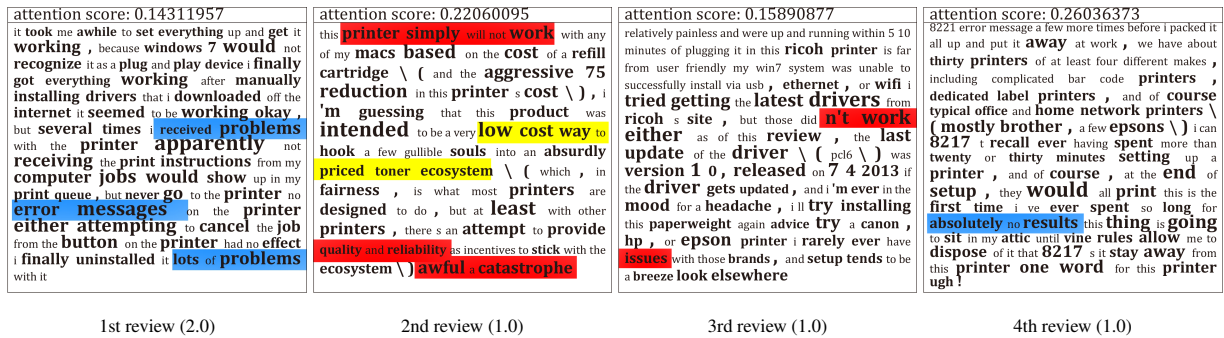 attention score: 0.14311957
it took me awhile to set everything up and get it
working , because windows 7 would not
recognize it as a plug and play device i finally
got everything working after manually
installing drivers that i downloaded off the
internet it seemed to be working okay ,
but several times i received problems
with the printer apparently not
receiving the print instructions from my
computer jobs would show up in my
print queue , but never go to the printer no
error messages on the printer
either attempting to cancel the job
from the button on the printer had no effect
i finally uninstalled it lots of problems
with it
1st review (2.0)
attention score: 0.22060095
this printer simply will not work with any
of my macs based on the cost of a refill
cartridge \ ( and the aggressive 75
reduction in this printer s cost \ ) , i
'm guessing that this product was
intended to be a very low cost way to
hook a few gullible souls into an absurdly
priced toner ecosystem \ ( which , in
fairness , is what most printers are
designed to do , but at least with other
printers , there s an attempt to provide
quality and reliability as incentives to stick with the
ecosystem \ ) awful a catastrophe
2nd review (1.0)
attention score: 0.15890877
relatively painless and were up and running within 5 10
minutes of plugging it in this ricoh printer is far
from user friendly my win7 system was unable to
successfully install via usb , ethernet , or wifi i
tried getting the latest drivers from
ricoh s site , but those did n't work
either as of this review , the last
update of the driver \ ( pcl6 \ ) was
version 1 0 , released on 7 4 2013 if
the driver gets updated , and i 'm ever in the
mood for a headache , i ll try installing
this paperweight again advice try a canon ,
hp , or epson printer i rarely ever have
issues with those brands , and setup tends to be
a breeze look elsewhere
3rd review (1.0)
attention score: 0.26036373
8221 error message a few more times before i packed it
all up and put it away at work , we have about
thirty printers of at least four different makes ,
including complicated bar code printers ,
dedicated label printers , and of course
typical office and home network printers \
( mostly brother , a few epsons \ ) i can
8217 t recall ever having spent more than
twenty or thirty minutes setting up a
printer , and of course , at the end of
setup , they would all print this is the
first time i ve ever spent so long for
absolutely no results this thing is going
to sit in my attic until vine rules allow me to
dispose of it that 8217 s it stay away from
this printer one word for this printer
ugh !
4th review (1.0)